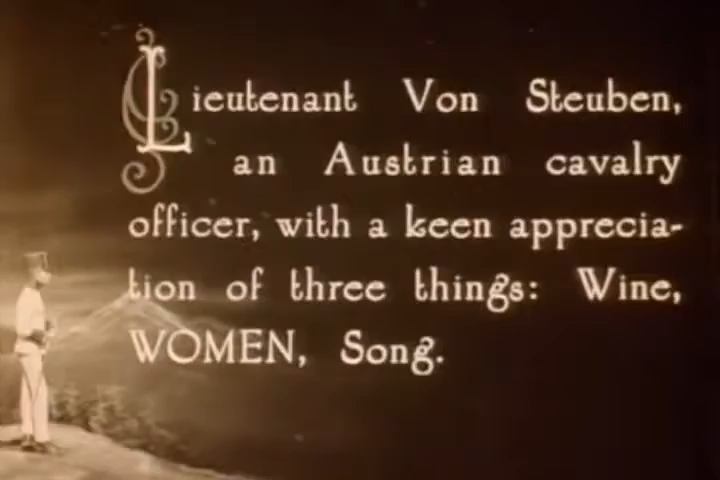 Lieutenant Von Steuben,
an Austrian cavalry
officer, with a keen apprecia-
tion of three things: Wine,
WOMEN, Song.